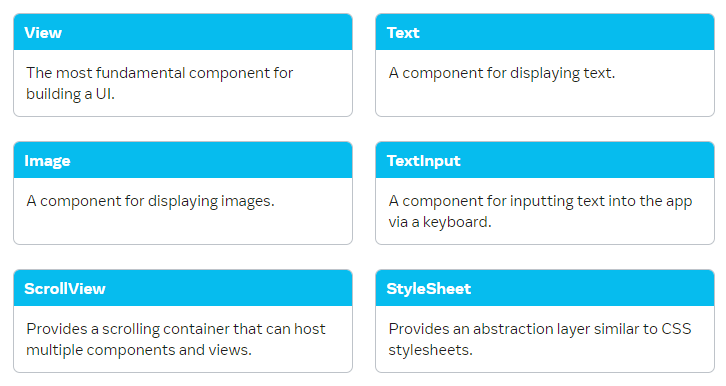 View
The most fundamental component for
building a UI.
Text
A component for displaying text.
Image
A component for displaying images.
TextInput
A component for inputting text into the app
via a keyboard.
ScrollView
Provides a scrolling container that can host
multiple components and views.
StyleSheet
Provides an abstraction layer similar to CSS
stylesheets.